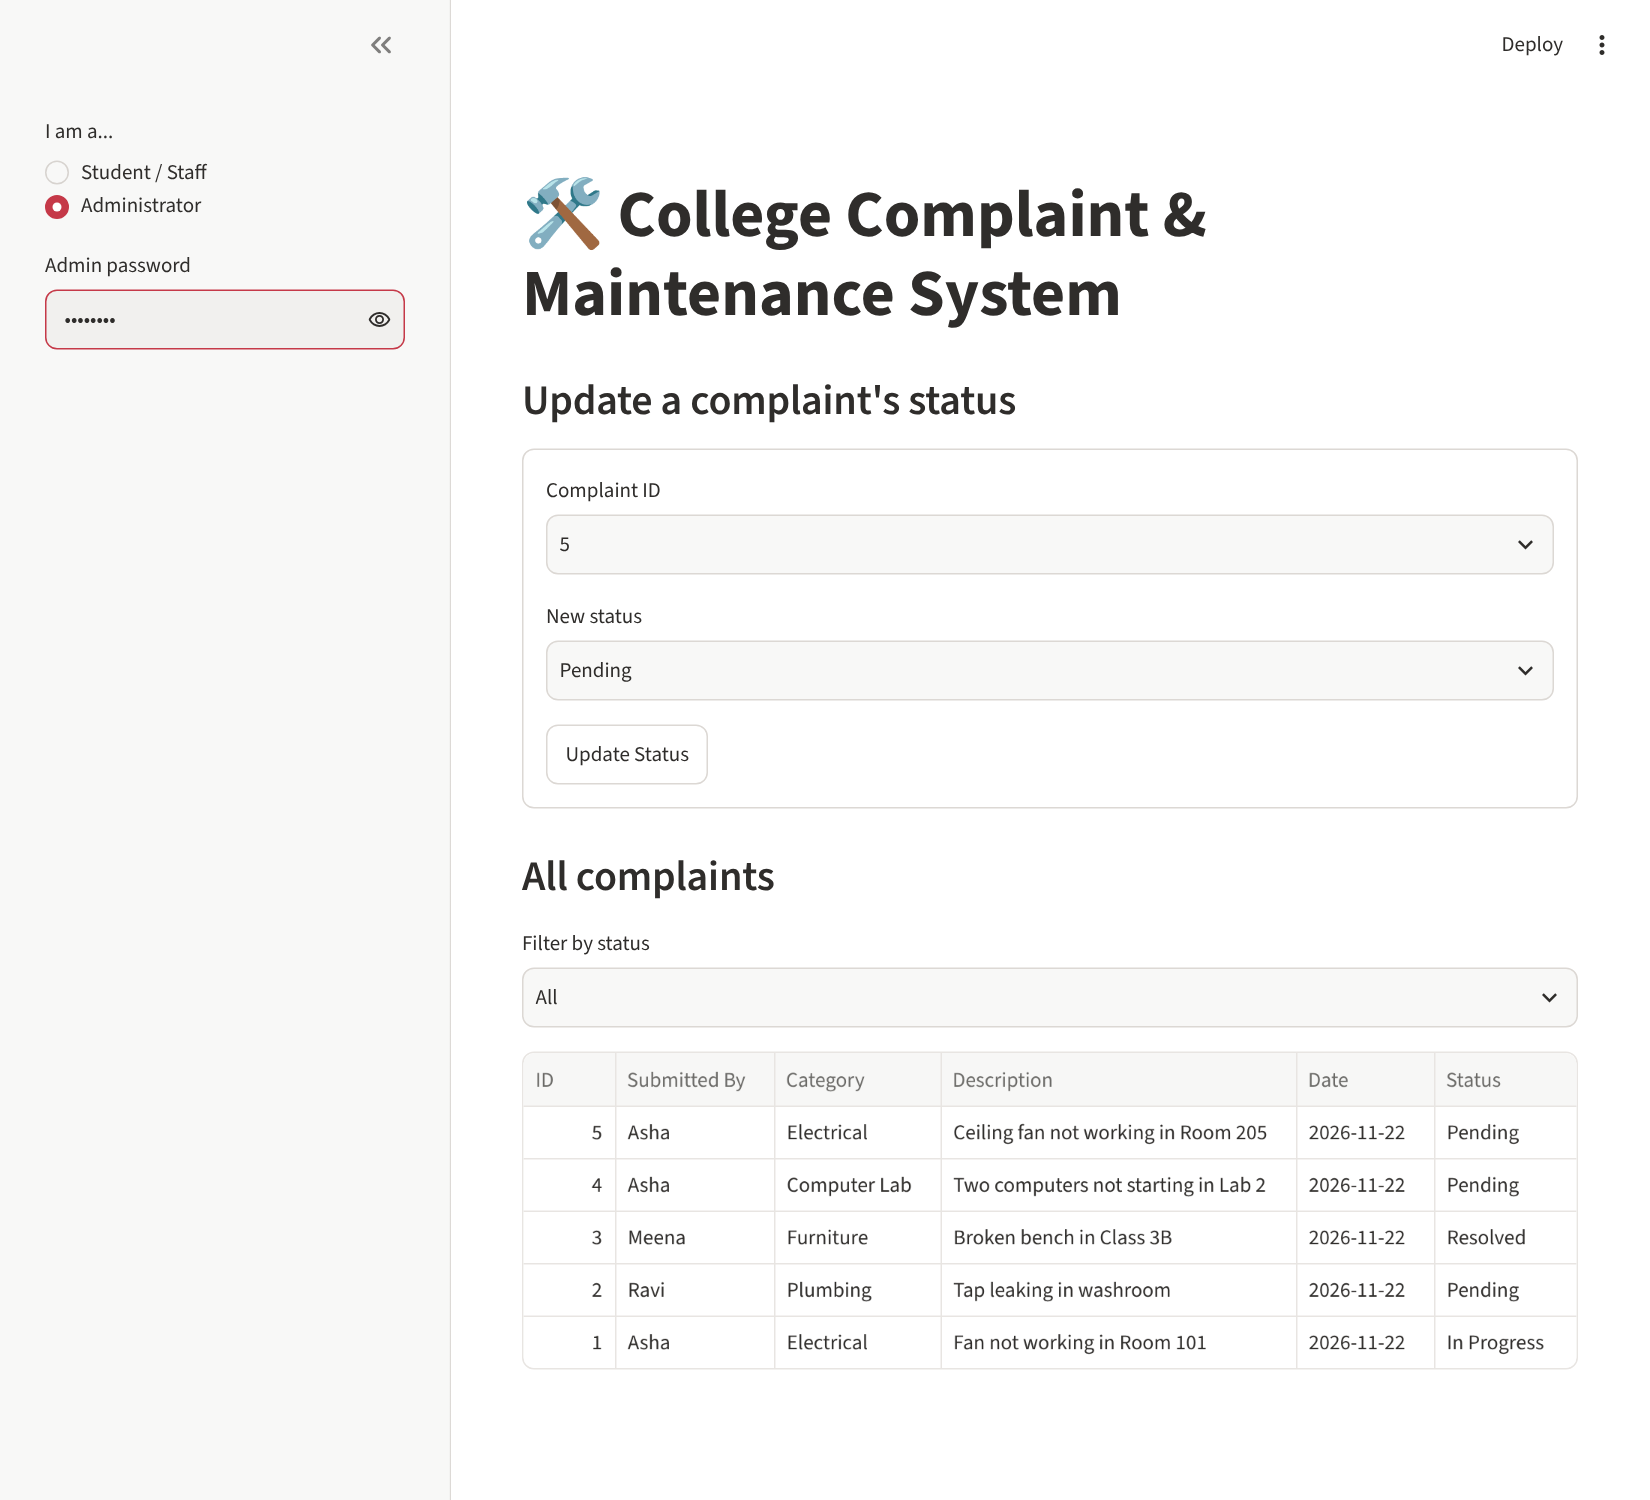 Deploy
I am a...
Student / Staff
Administrator
Admin password
••••••••
🛠️ College Complaint &
Maintenance System
Update a complaint's status
Complaint ID
5
New status
Pending
Update Status
All complaints
Filter by status
All
ID Submitted By Category Description Date Status
5 Asha Electrical Ceiling fan not working in Room 205 2026-11-22 Pending
4 Asha Computer Lab Two computers not starting in Lab 2 2026-11-22 Pending
3 Meena Furniture Broken bench in Class 3B 2026-11-22 Resolved
2 Ravi Plumbing Tap leaking in washroom 2026-11-22 Pending
1 Asha Electrical Fan not working in Room 101 2026-11-22 In Progress